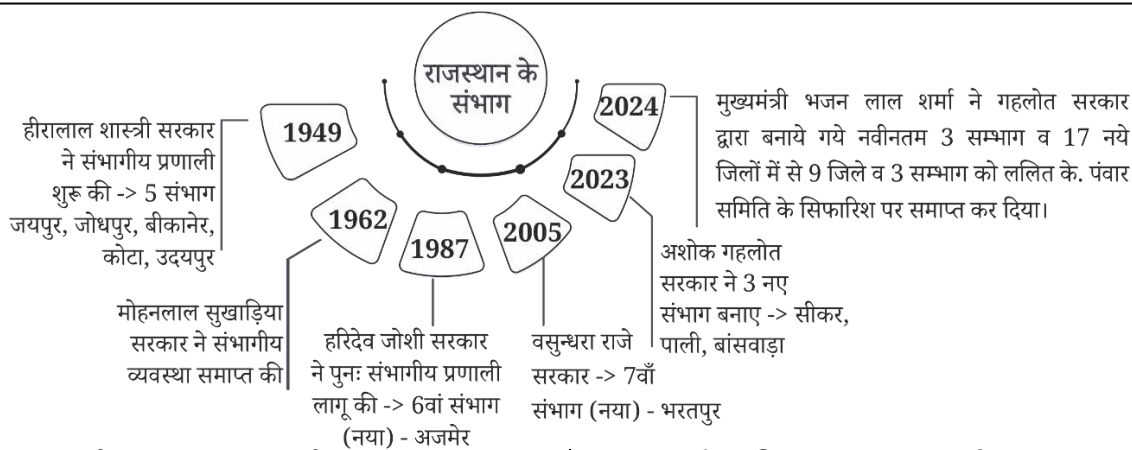 राजस्थान के
संभाग
1949
हीरालाल शास्त्री सरकार
ने संभागीय प्रणाली
शुरू की -> 5 संभाग
जयपुर, जोधपुर, बीकानेर,
कोटा, उदयपुर
1962
मोहनलाल सुखाड़िया
सरकार ने संभागीय
व्यवस्था समाप्त की
1987
हरिदेव जोशी सरकार
ने पुनः संभागीय प्रणाली
लागू की -> 6वां संभाग
(नया) - अजमेर
2005
वसुन्धरा राजे
सरकार -> 7वाँ
संभाग (नया) - भरतपुर
2023
अशोक गहलोत
सरकार ने 3 नए
संभाग बनाए -> सीकर,
पाली, बांसवाड़ा
2024
मुख्यमंत्री भजन लाल शर्मा ने गहलोत सरकार
द्वारा बनाये गये नवीनतम 3 सम्भाग व 17 नये
जिलों में से 9 जिले व 3 सम्भाग को ललित के. पंवार
समिति के सिफारिश पर समाप्त कर दिया।